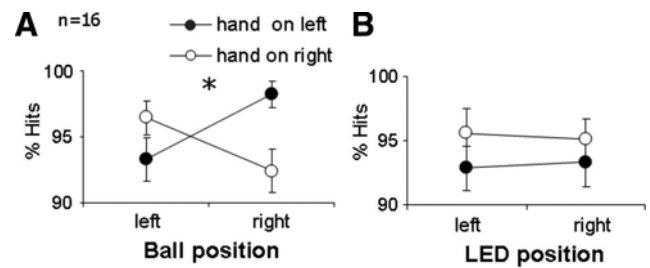 A n=16
hand on left
hand on right
B
100
95
90
% Hits
*
left right
Ball position
100
95
90
% Hits
left right
LED position